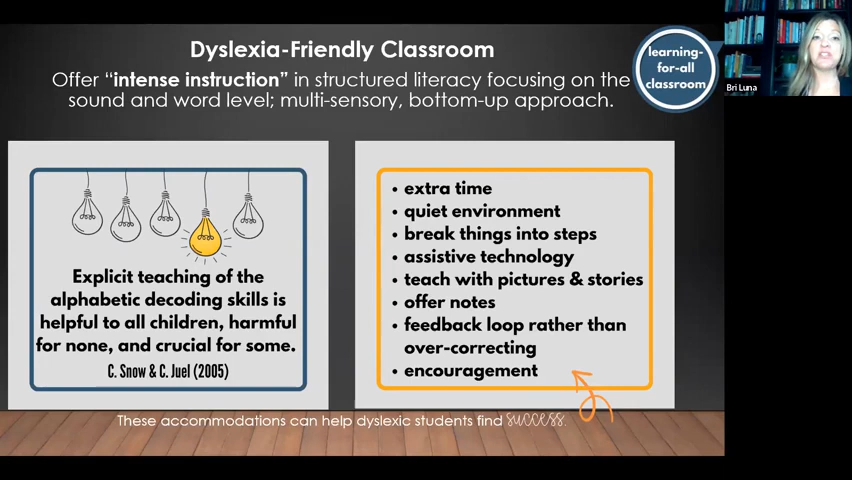 Dyslexia-Friendly Classroom
Offer “intense instruction” in structured literacy focusing on the
sound and word level; multi-sensory, bottom-up approach.
learning-
for-all
classroom
Bri Luna
Explicit teaching of the
alphabetic decoding skills is
helpful to all children, harmful
for none, and crucial for some.
C. Snow & C. Juel (2005)
• extra time
• quiet environment
• break things into steps
• assistive technology
• teach with pictures & stories
• offer notes
• feedback loop rather than
over-correcting
• encouragement
These accommodations can help dyslexic students find success.